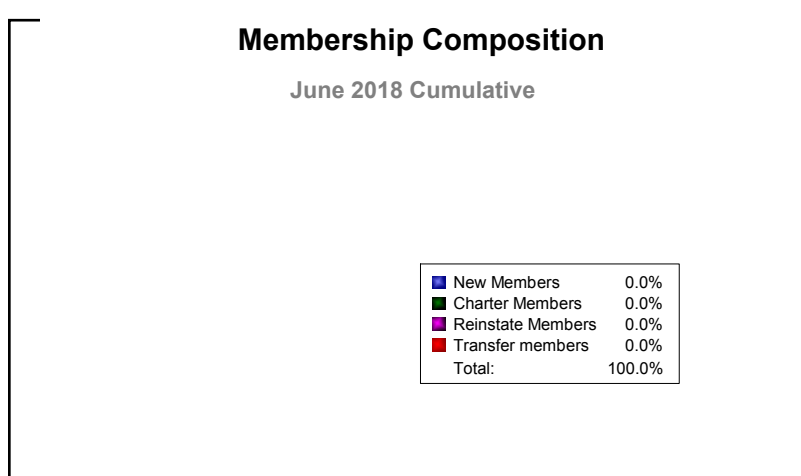 Membership Composition
June 2018 Cumulative
New Members 0.0%
Charter Members 0.0%
Reinstate Members 0.0%
Transfer members 0.0%
Total: 100.0%